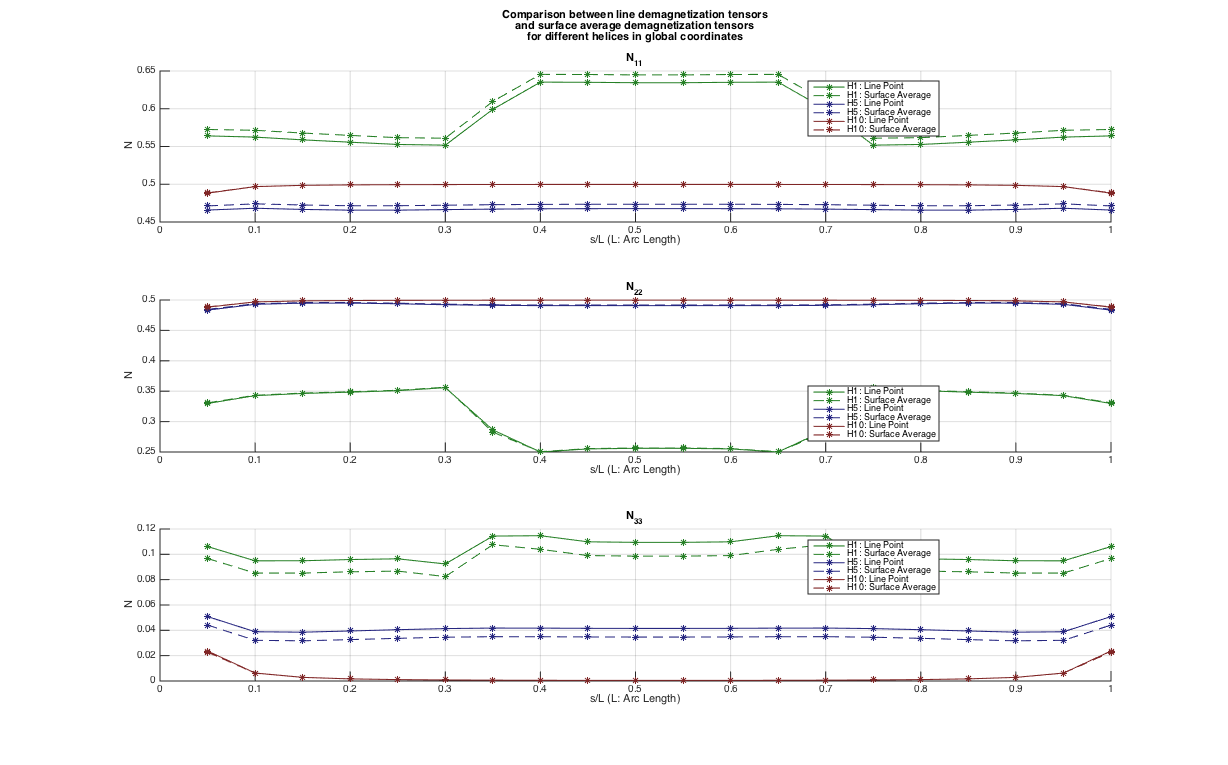 Comparison between line demagnetization tensors
and surface average demagnetization tensors
for different helices in global coordinates
N11
0.65
0.6
0.55
0.5
0.45
N
0 0.1 0.2 0.3 0.4 0.5 0.6 0.7 0.8 0.9 1
s/L (L: Arc Length)
H1: Line Point
H1: Surface Average
H5: Line Point
H5: Surface Average
H10: Line Point
H10: Surface Average
N22
0.5
0.45
0.4
0.35
0.3
0.25
N
0 0.1 0.2 0.3 0.4 0.5 0.6 0.7 0.8 0.9 1
s/L (L: Arc Length)
H1: Line Point
H1: Surface Average
H5: Line Point
H5: Surface Average
H10: Line Point
H10: Surface Average
N33
0.12
0.1
0.08
0.06
0.04
0.02
0
N
0 0.1 0.2 0.3 0.4 0.5 0.6 0.7 0.8 0.9 1
s/L (L: Arc Length)
H1: Line Point
H1: Surface Average
H5: Line Point
H5: Surface Average
H10: Line Point
H10: Surface Average